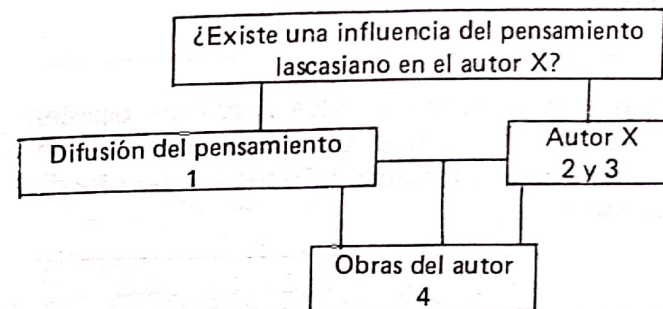 ¿Existe una influencia del pensamiento
lascasiano en el autor X?
Difusión del pensamiento
1
Autor X
2 y 3
Obras del autor
4